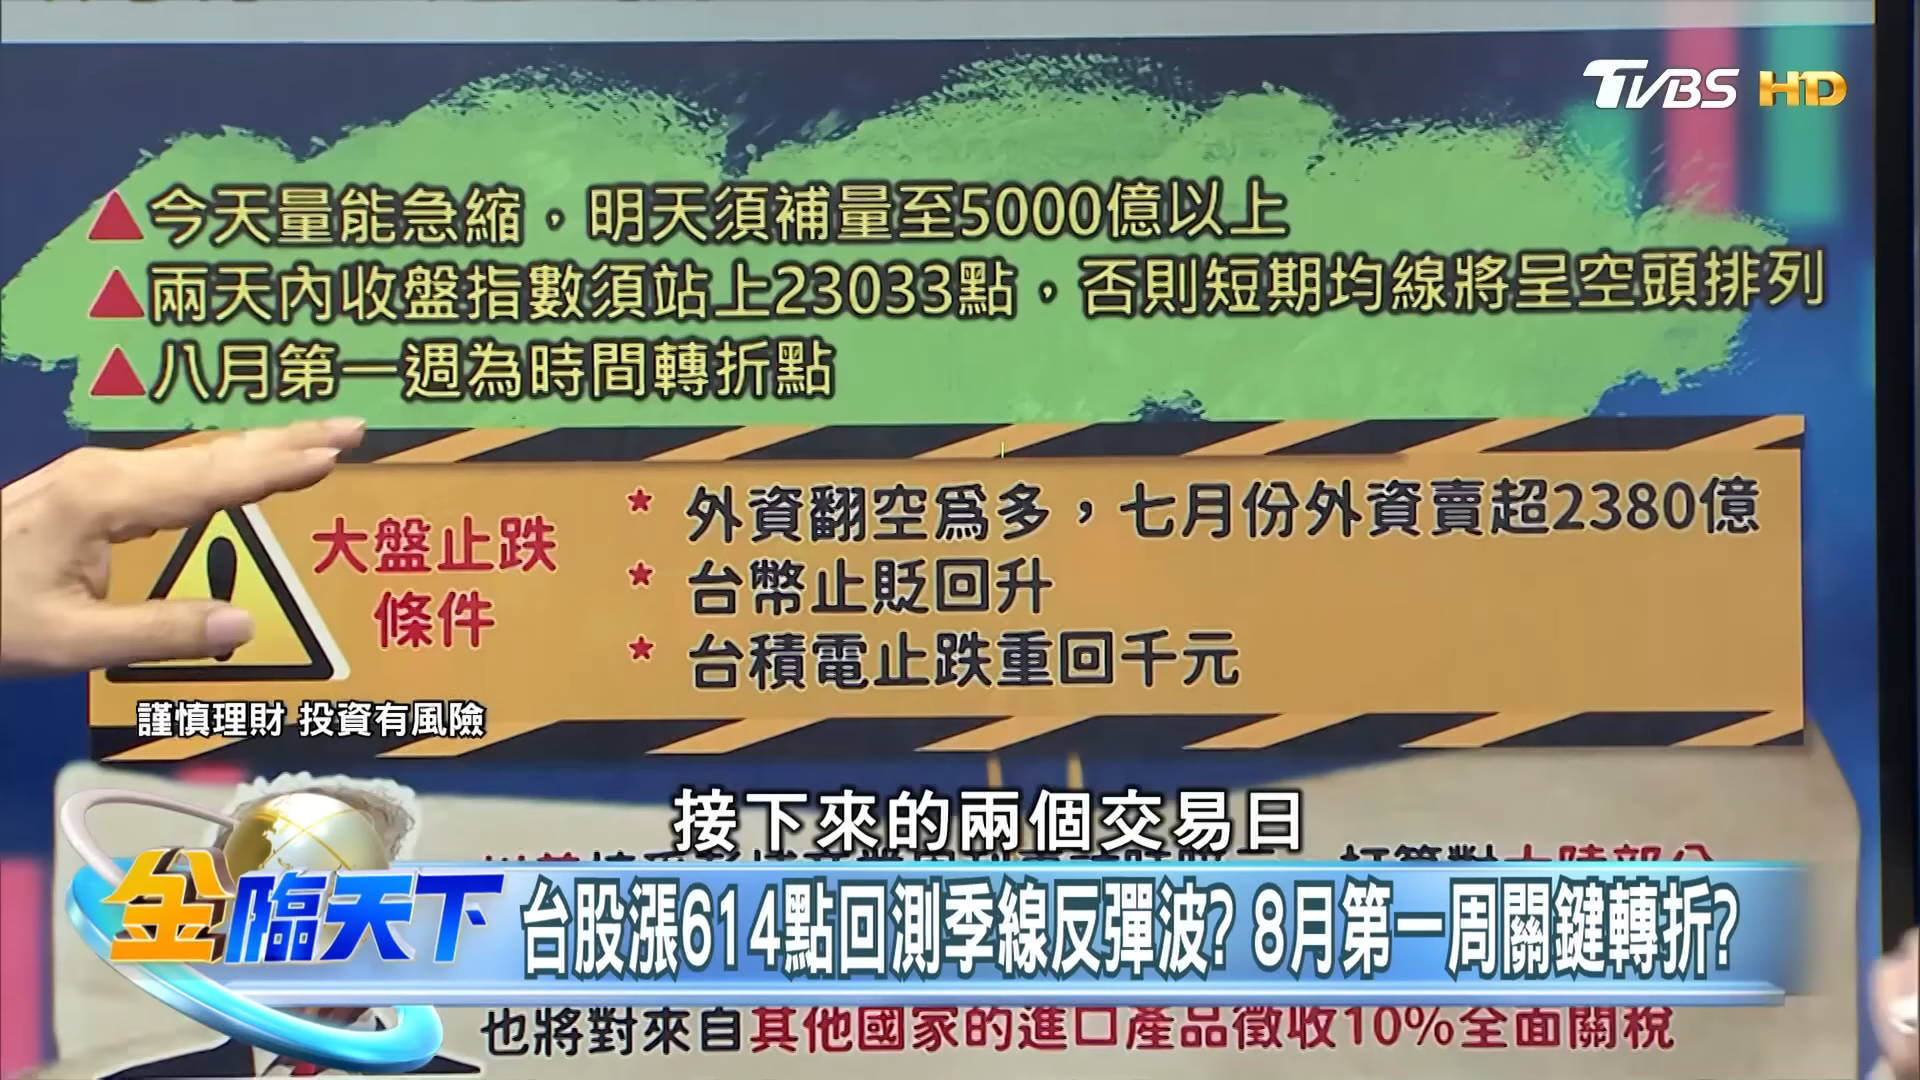 TVBS HD
▲今天量能急縮，明天須補量至5000億以上
▲兩天內收盤指數須站上23033點，否則短期均線將呈空頭排列
▲八月第一週為時間轉折點
大盤止跌
條件
★ 外資翻空為多，七月份外資賣超2380億
★ 台幣止貶回升
★ 台積電止跌重回千元
謹慎理財 投資有風險
接下來的兩個交易日
金臨天下
台股漲614點回測季線反彈波? 8月第一周關鍵轉折?
也將對來自其他國家的進口產品徵收10%全面關稅